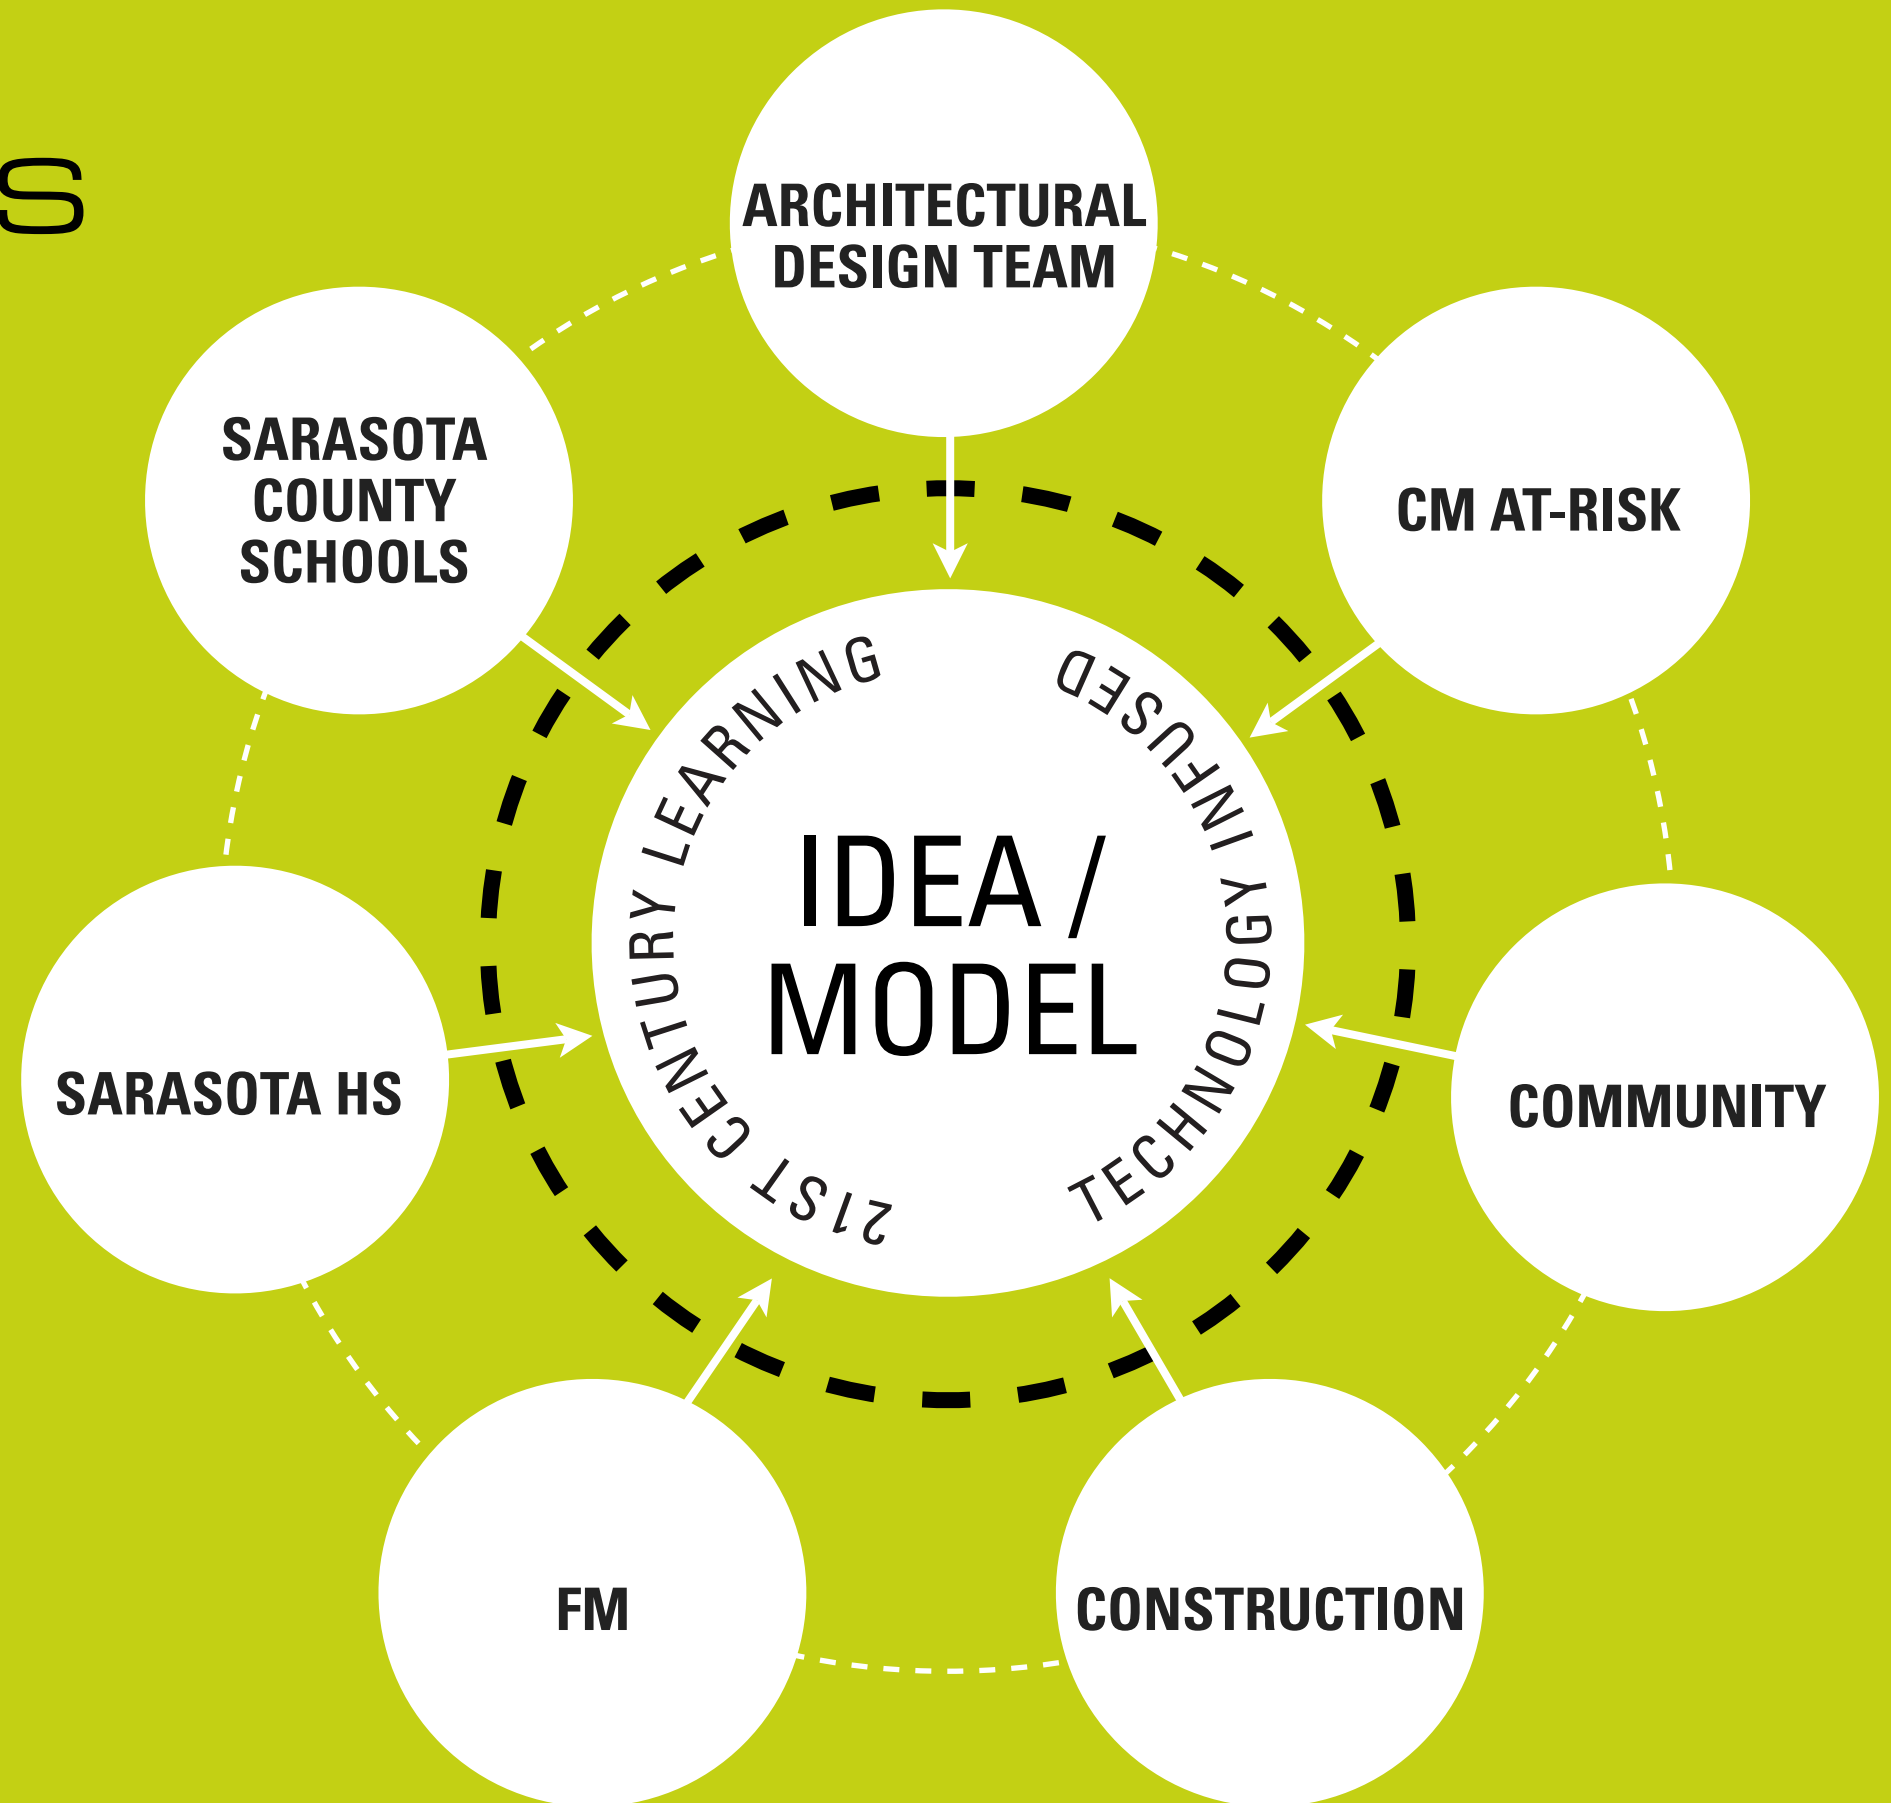 S
ARCHITECTURAL
DESIGN TEAM
SARASOTA
COUNTY
SCHOOLS
CM AT-RISK
21ST CENTURY LEARNING
TECHNOLOGY INFUSED
IDEA /
MODEL
SARASOTA HS
COMMUNITY
FM
CONSTRUCTION